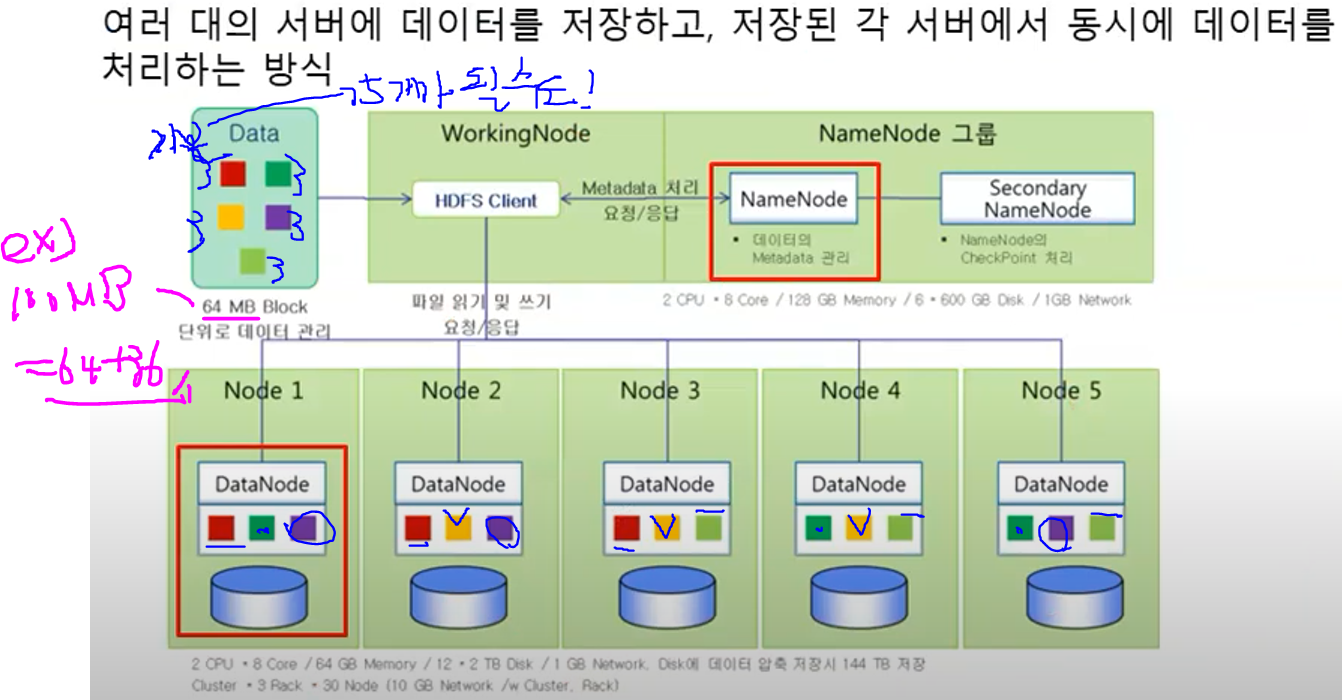 여러 대의 서버에 데이터를 저장하고, 저장된 각 서버에서 동시에 데이터를
처리하는 방식
Data
3 3
3 3
3
64 MB Block
단위로 데이터 관리
WorkingNode
HDFS Client
Metadata 처리
요청/응답
파일 읽기 및 쓰기
요청/응답
NameNode 그룹
NameNode
▪ 데이터의
Metadata 관리
Secondary
NameNode
▪ NameNode의
CheckPoint 처리
2 CPU * 8 Core / 128 GB Memory / 6 * 600 GB Disk / 1GB Network
ex)
100MB
=64+36
Node 1
DataNode
Node 2
DataNode
Node 3
DataNode
Node 4
DataNode
Node 5
DataNode
2 CPU * 8 Core / 64 GB Memory / 12 * 2 TB Disk / 1 GB Network, Disk에 데이터 압축 저장시 144 TB 저장
Cluster * 3 Rack * 30 Node (10 GB Network /w Cluster, Rack)